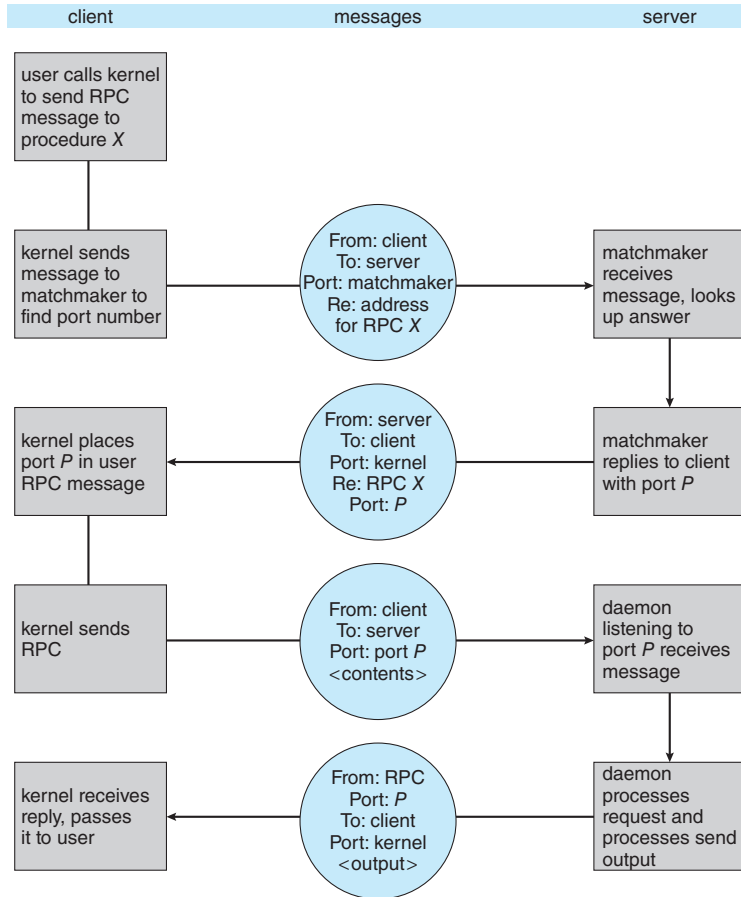 client messages server
user calls kernel
to send RPC
message to
procedure X
kernel sends
message to
matchmaker to
find port number
From: client
To: server
Port: matchmaker
Re: address
for RPC X
matchmaker
receives
message, looks
up answer
kernel places
port P in user
RPC message
From: server
To: client
Port: kernel
Re: RPC X
Port: P
matchmaker
replies to client
with port P
kernel sends
RPC
From: client
To: server
Port: port P
<contents>
daemon
listening to
port P receives
message
kernel receives
reply, passes
it to user
From: RPC
Port: P
To: client
Port: kernel
<output>
daemon
processes
request and
processes send
output